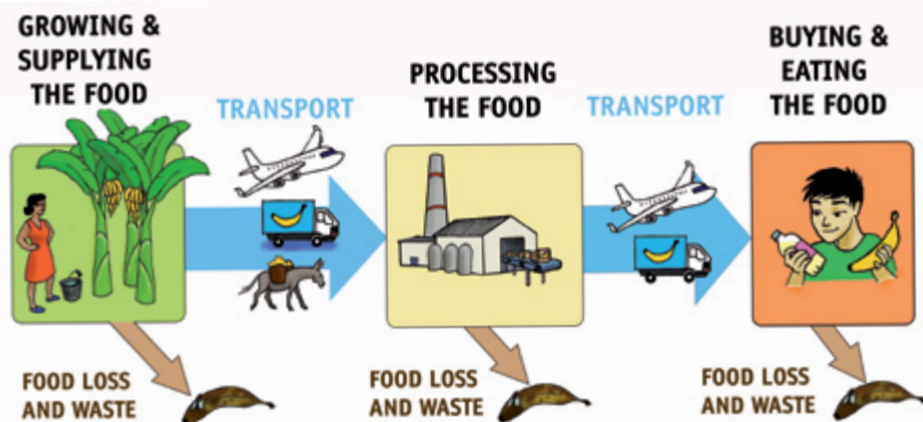 GROWING &
SUPPLYING
THE FOOD
TRANSPORT
PROCESSING
THE FOOD
TRANSPORT
BUYING &
EATING
THE FOOD
FOOD LOSS
AND WASTE
FOOD LOSS
AND WASTE
FOOD LOSS
AND WASTE